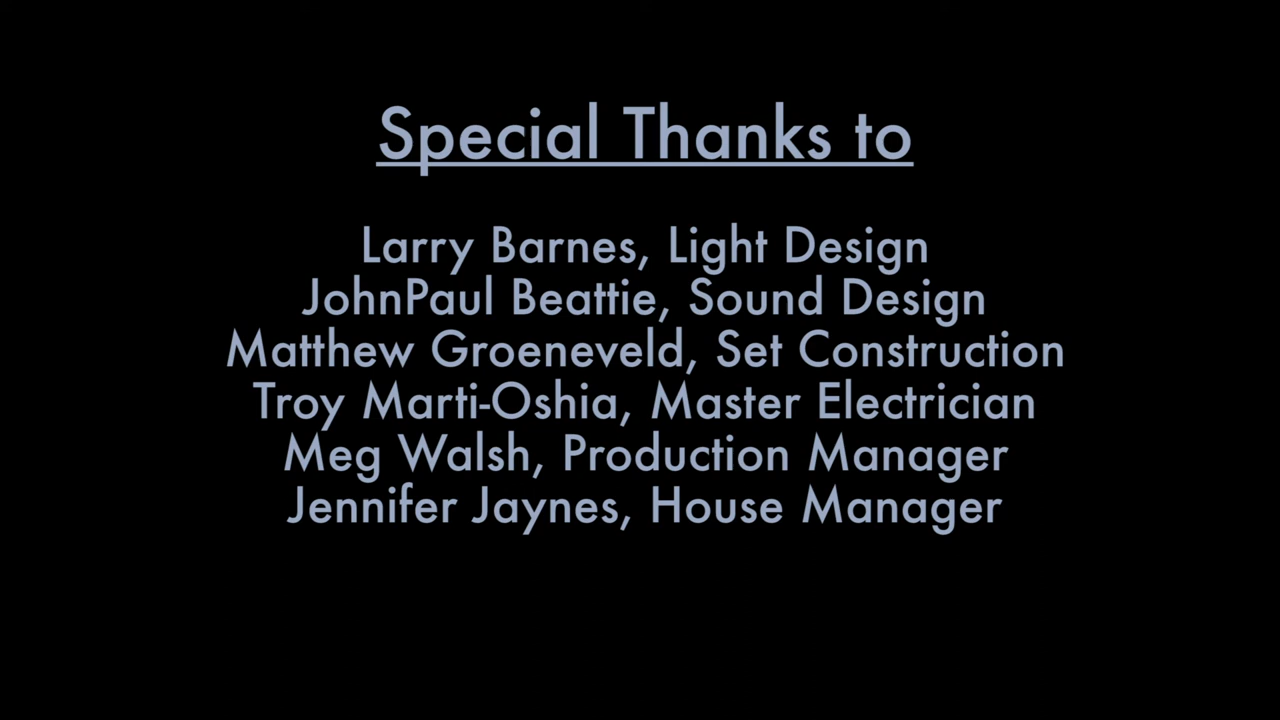 Special Thanks to
Larry Barnes, Light Design
JohnPaul Beattie, Sound Design
Matthew Groeneveld, Set Construction
Troy Marti-Oshia, Master Electrician
Meg Walsh, Production Manager
Jennifer Jaynes, House Manager